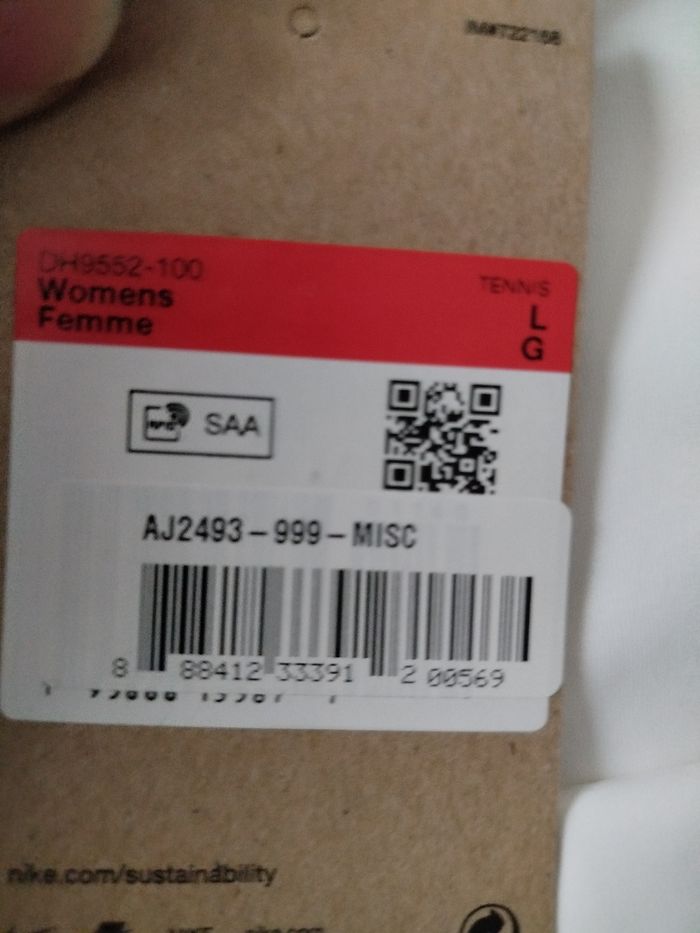 DH9552-100
Womens
Femme
TENNIS
L
G
SAA
AJ2493-999-MISC
8 88412 33391 2 00569
nike.com/sustainability